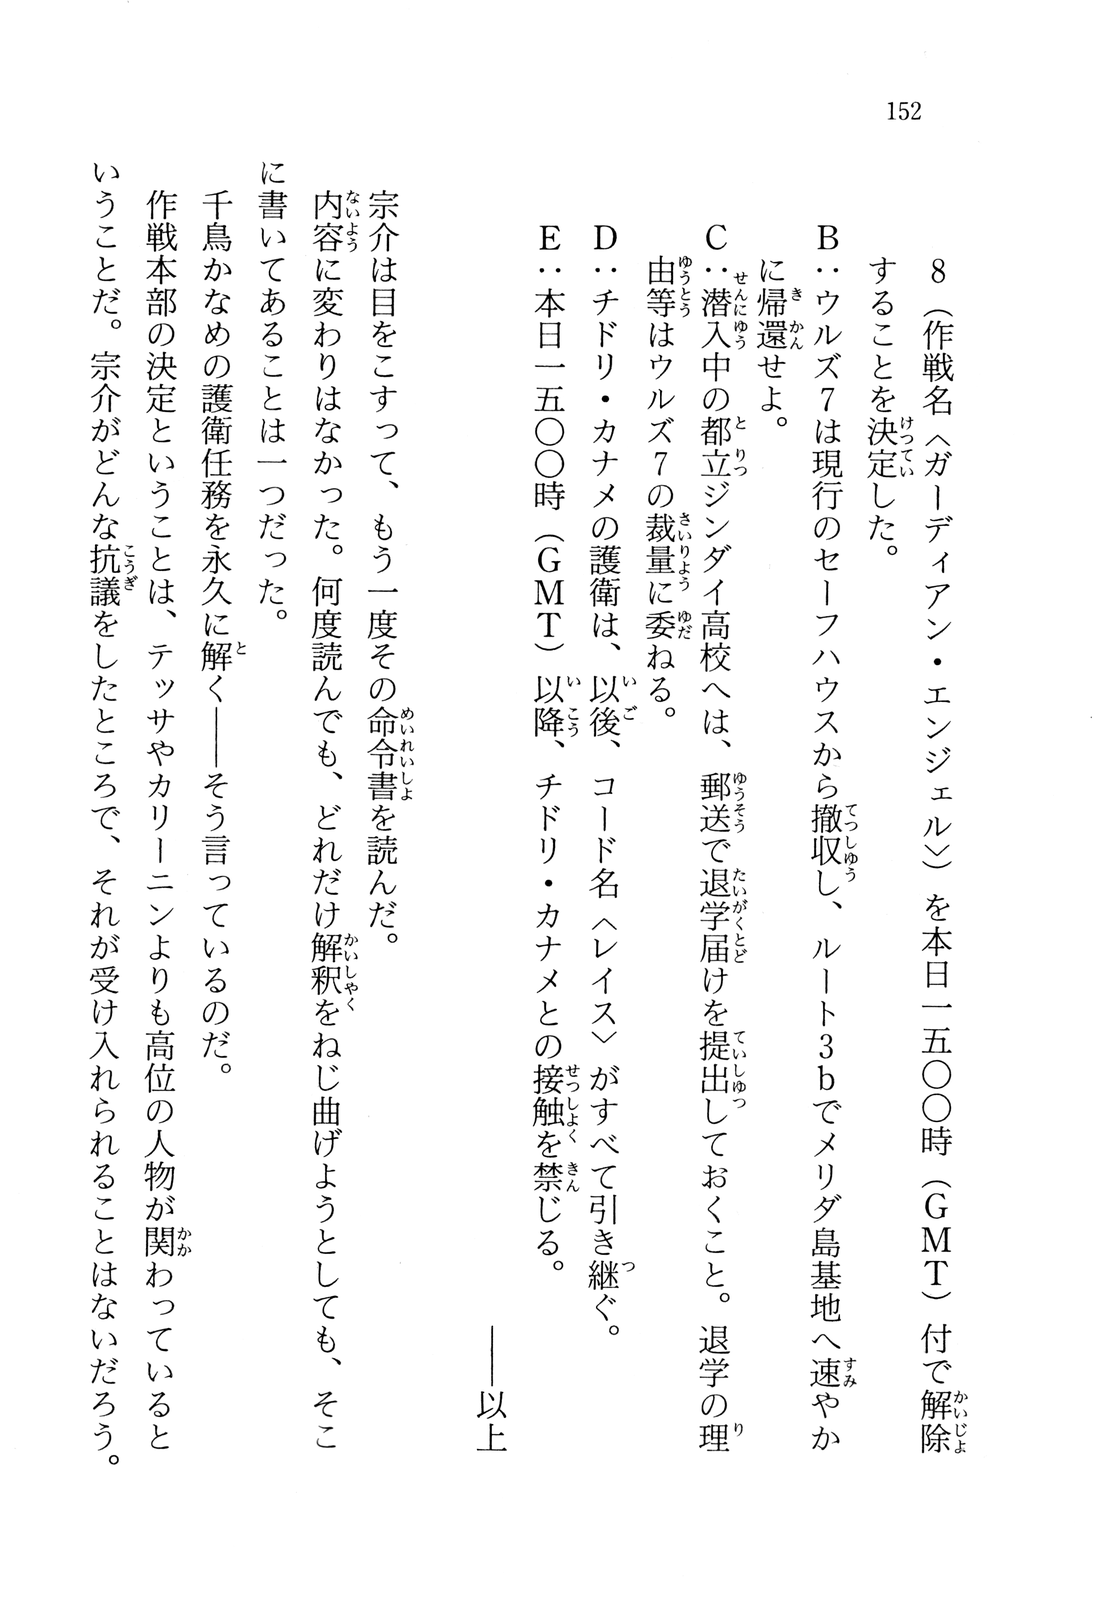 152
8（作戦名〈ガーディアン・エンジェル〉）を本日一五〇〇時（GMT）付で解除
することを決定した。
B：ウルズ7は現行のセーフハウスから撤収し、ルート3bでメリダ島基地へ速やか
に帰還せよ。
C：潜入中の都立ジンダイ高校へは、郵送で退学届けを提出しておくこと。退学の理
由等はウルズ7の裁量に委ねる。
D：チドリ・カナメの護衛は、以後、コード名〈レイス〉がすべて引き継ぐ。
E：本日一五〇〇時（GMT）以降、チドリ・カナメとの接触を禁じる。
――以上
宗介は目をこすって、もう一度その命令書を読んだ。
内容に変わりはなかった。何度読んでも、どれだけ解釈をねじ曲げようとしても、そこ
に書いてあることは一つだった。
千鳥かなめの護衛任務を永久に解く――そう言っているのだ。
作戦本部の決定ということは、テッサやカリーニンよりも高位の人物が関わっていると
いうことだ。宗介がどんな抗議をしたところで、それが受け入れられることはないだろう。